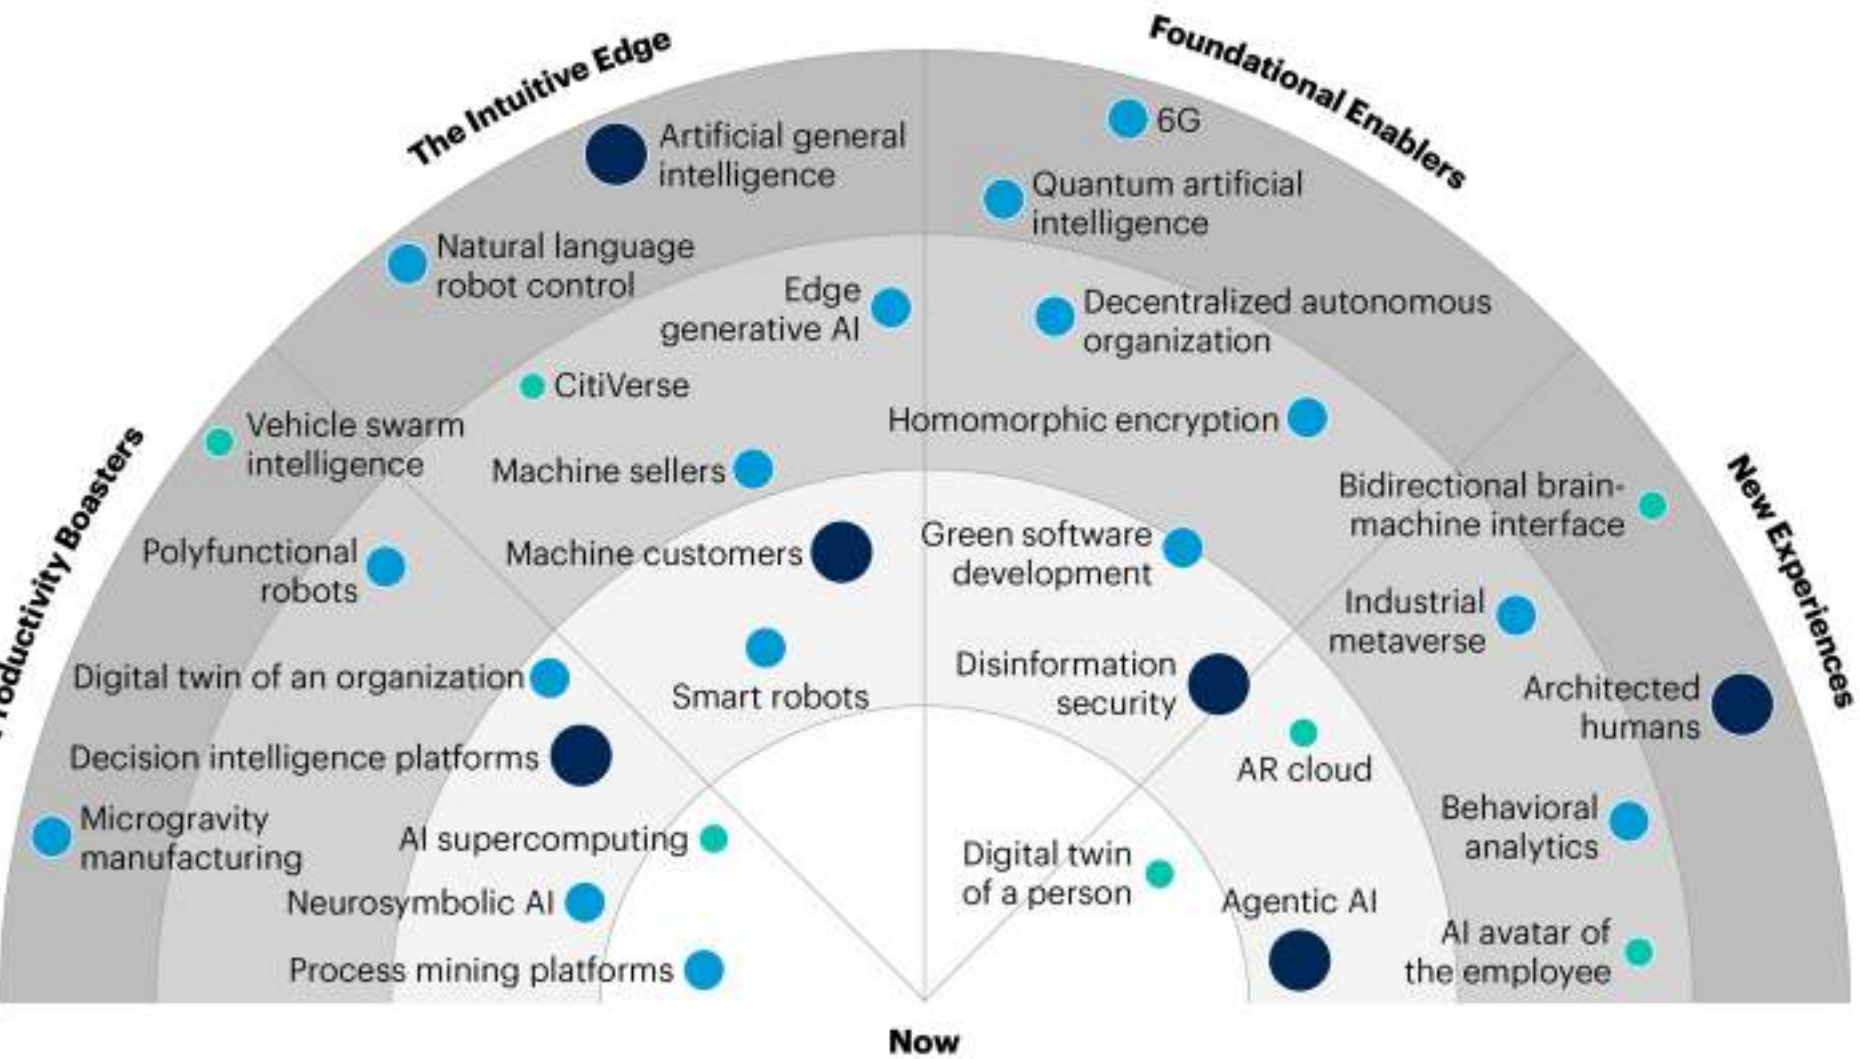 The Intuitive Edge
Foundational Enablers
Artificial general
intelligence
6G
Quantum artificial
intelligence
Natural language
robot control
Edge
generative AI
Decentralized autonomous
organization
CitiVerse
Homomorphic encryption
Vehicle swarm
intelligence
Machine sellers
Bidirectional brain-
machine interface
New Experiences
roductivity Boasters
Polyfunctional
robots
Machine customers
Green software
development
Industrial
metaverse
Digital twin of an organization
Smart robots
Disinformation
security
Architected
humans
Decision intelligence platforms
AR cloud
Microgravity
manufacturing
AI supercomputing
Behavioral
analytics
Digital twin
of a person
Neurosymbolic AI
Agentic AI
AI avatar of
the employee
Process mining platforms
Now